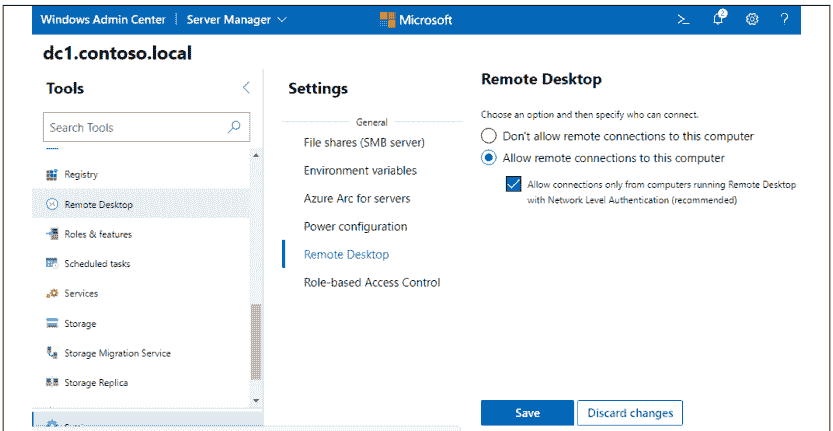 Windows Admin Center | Server Manager
Microsoft
2
dc1.contoso.local
Tools
Search Tools
Registry
Remote Desktop
Roles & features
Scheduled tasks
Services
Storage
Storage Migration Service
Storage Replica
Settings
General
File shares (SMB server)
Environment variables
Azure Arc for servers
Power configuration
Remote Desktop
Role-based Access Control
Remote Desktop
Choose an option and then specify who can connect.
Don't allow remote connections to this computer
Allow remote connections to this computer
Allow connections only from computers running Remote Desktop
with Network Level Authentication (recommended)
Save
Discard changes